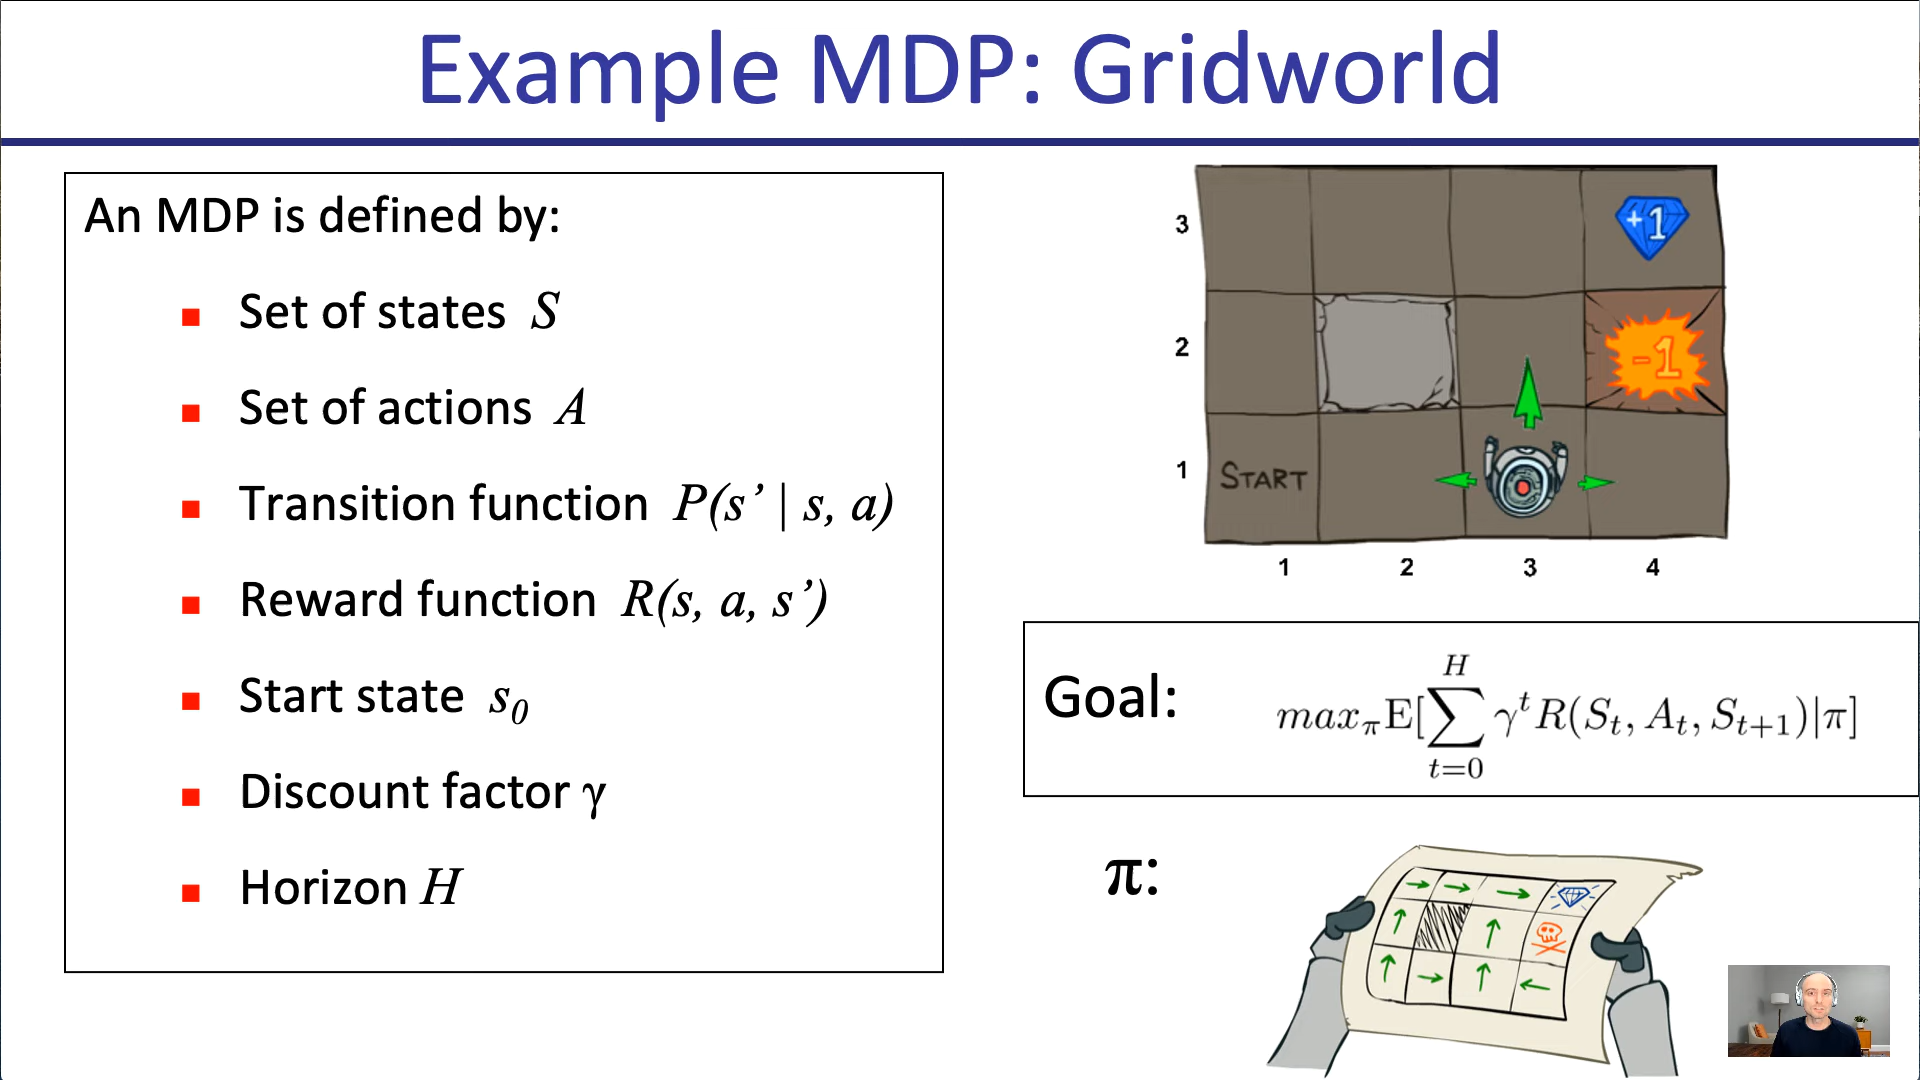 Example MDP: Gridworld
An MDP is defined by:
Set of states S
Set of actions A
Transition function P(s’ | s, a)
Reward function R(s, a, s’)
Start state s₀
Discount factor γ
Horizon H
3
+1
2
-1
1
START
1 2 3 4
Goal: max_π E[∑_{t=0}^{H} γ^t R(S_t, A_t, S_{t+1})|π]
π: